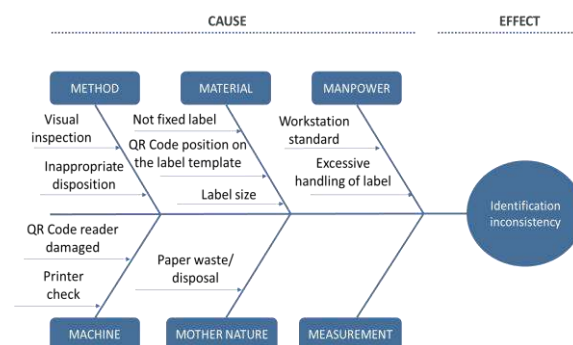 CAUSE
EFFECT
METHOD
MATERIAL
MANPOWER
Visual
inspection
Inappropriate
disposition
Not fixed label
QR Code position on
the label template
Label size
Workstation
standard
Excessive
handling of label
Identification
inconsistency
QR Code reader
damaged
Printer
check
Paper waste/
disposal
MACHINE
MOTHER NATURE
MEASUREMENT